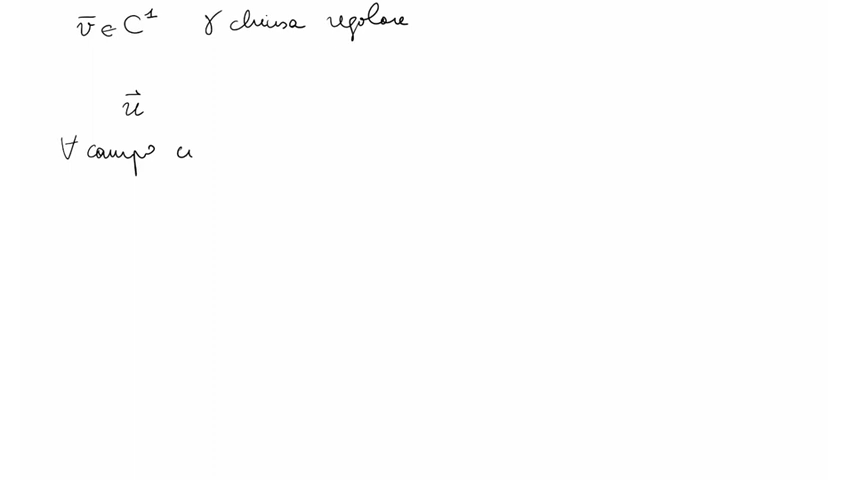 v̄ ∈ C¹ γ chiusa regolare
u⃗
∀ campo